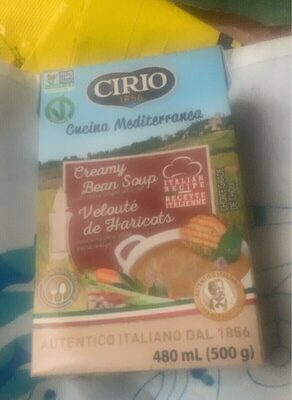 CIRIO
1856
Cucina Mediterranea
Creamy
Bean Soup
Velouté
de Haricots
ITALIAN
RECIPE
RECETTE
ITALIENNE
AUTENTICO ITALIANO DAL 1856
480 mL (500 g)